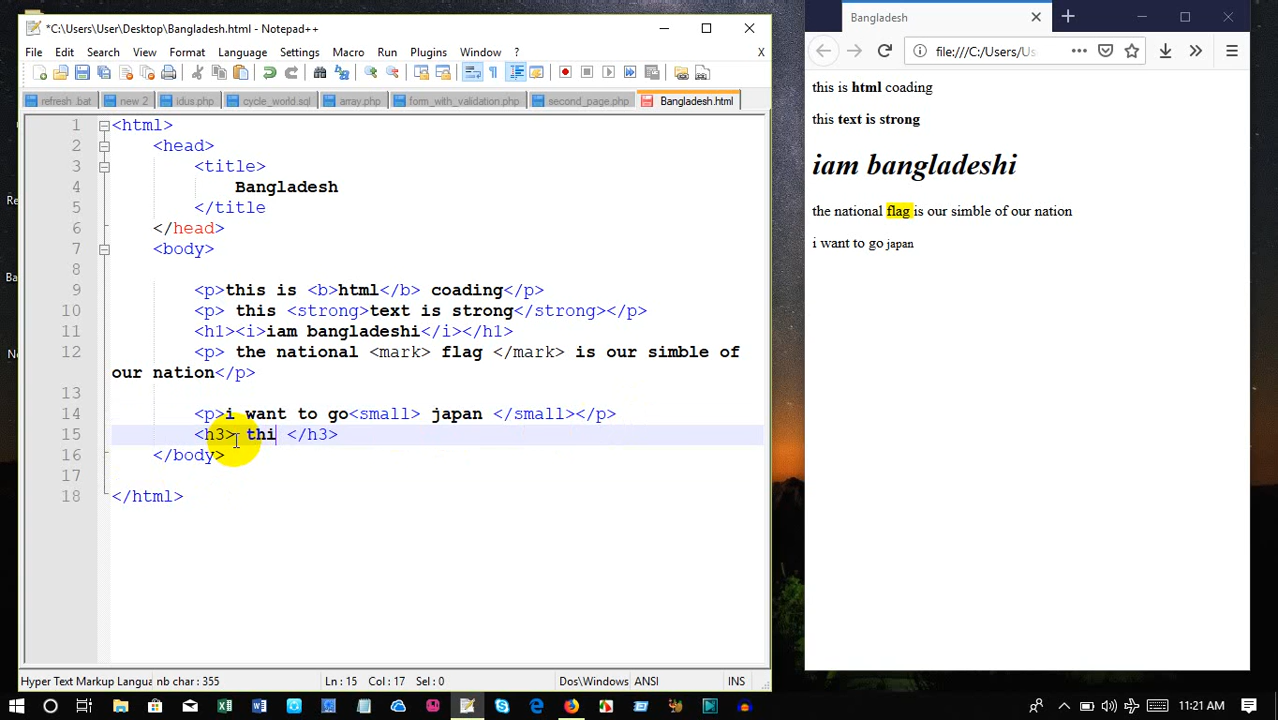 *C:\Users\User\Desktop\Bangladesh.html - Notepad++
File Edit Search View Format Encoding Language Settings Macro Run Plugins Window ? X
refresh .bat new 2 idus.php cycle_world.sql array.php form_with_validation.php second_page.php Bangladesh.html
1 <html>
2 <head>
3 <title>
4 Bangladesh
5 </title
6 </head>
7 <body>
8
9 <p>this is <b>html</b> coading</p>
10 <p> this <strong>text is strong</strong></p>
11 <h1><i>iam bangladeshi</i></h1>
12 <p> the national <mark> flag </mark> is our simble of
our nation</p>
13
14 <p>i want to go<small> japan </small></p>
15 <h3> thi </h3>
16 </body>
17
18 </html>
Hyper Text Markup Langua nb char : 355 Ln : 15 Col : 17 Sel : 0 Dos\Windows ANSI INS
Bangladesh
file:///C:/Users/Us
this is html coading
this text is strong
iam bangladeshi
the national flag is our simble of our nation
i want to go japan
11:21 AM